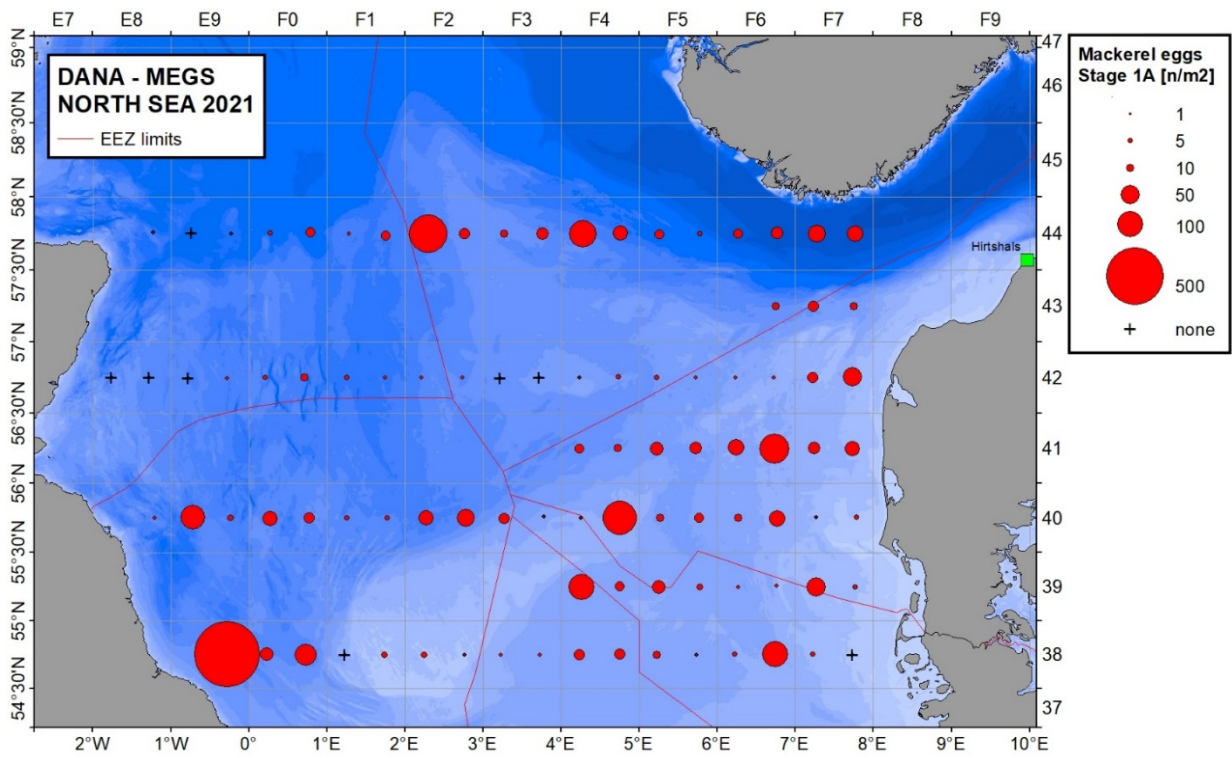 E7 E8 E9 F0 F1 F2 F3 F4 F5 F6 F7 F8 F9
DANA - MEGS
NORTH SEA 2021
EEZ limits
Hirtshals
59°N
58°30'N
58°N
57°30'N
57°N
56°30'N
56°N
55°30'N
55°N
54°30'N
47
46
45
44
43
42
41
40
39
38
37
2°W 1°W 0° 1°E 2°E 3°E 4°E 5°E 6°E 7°E 8°E 9°E 10°E
Mackerel eggs
Stage 1A [n/m2]
1
5
10
50
100
500
none